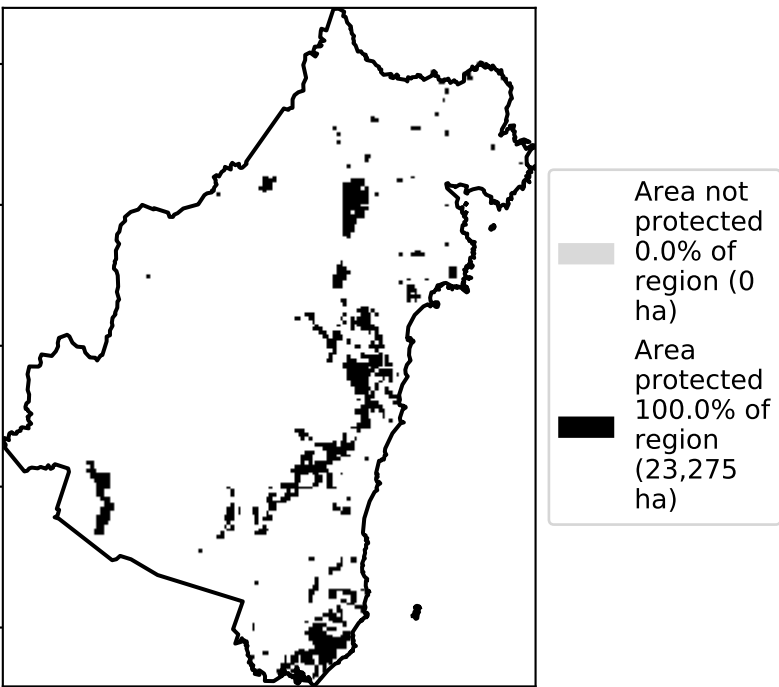 Area not
protected
0.0% of
region (0
ha)
Area
protected
100.0% of
region
(23,275
ha)